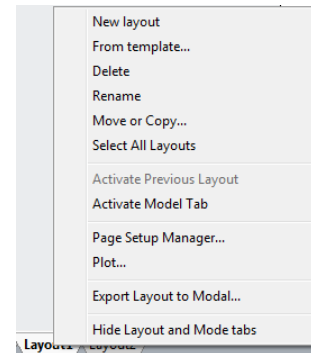 New layout
From template...
Delete
Rename
Move or Copy...
Select All Layouts
Activate Previous Layout
Activate Model Tab
Page Setup Manager...
Plot...
Export Layout to Modal...
Hide Layout and Mode tabs
Layout1 Layout2